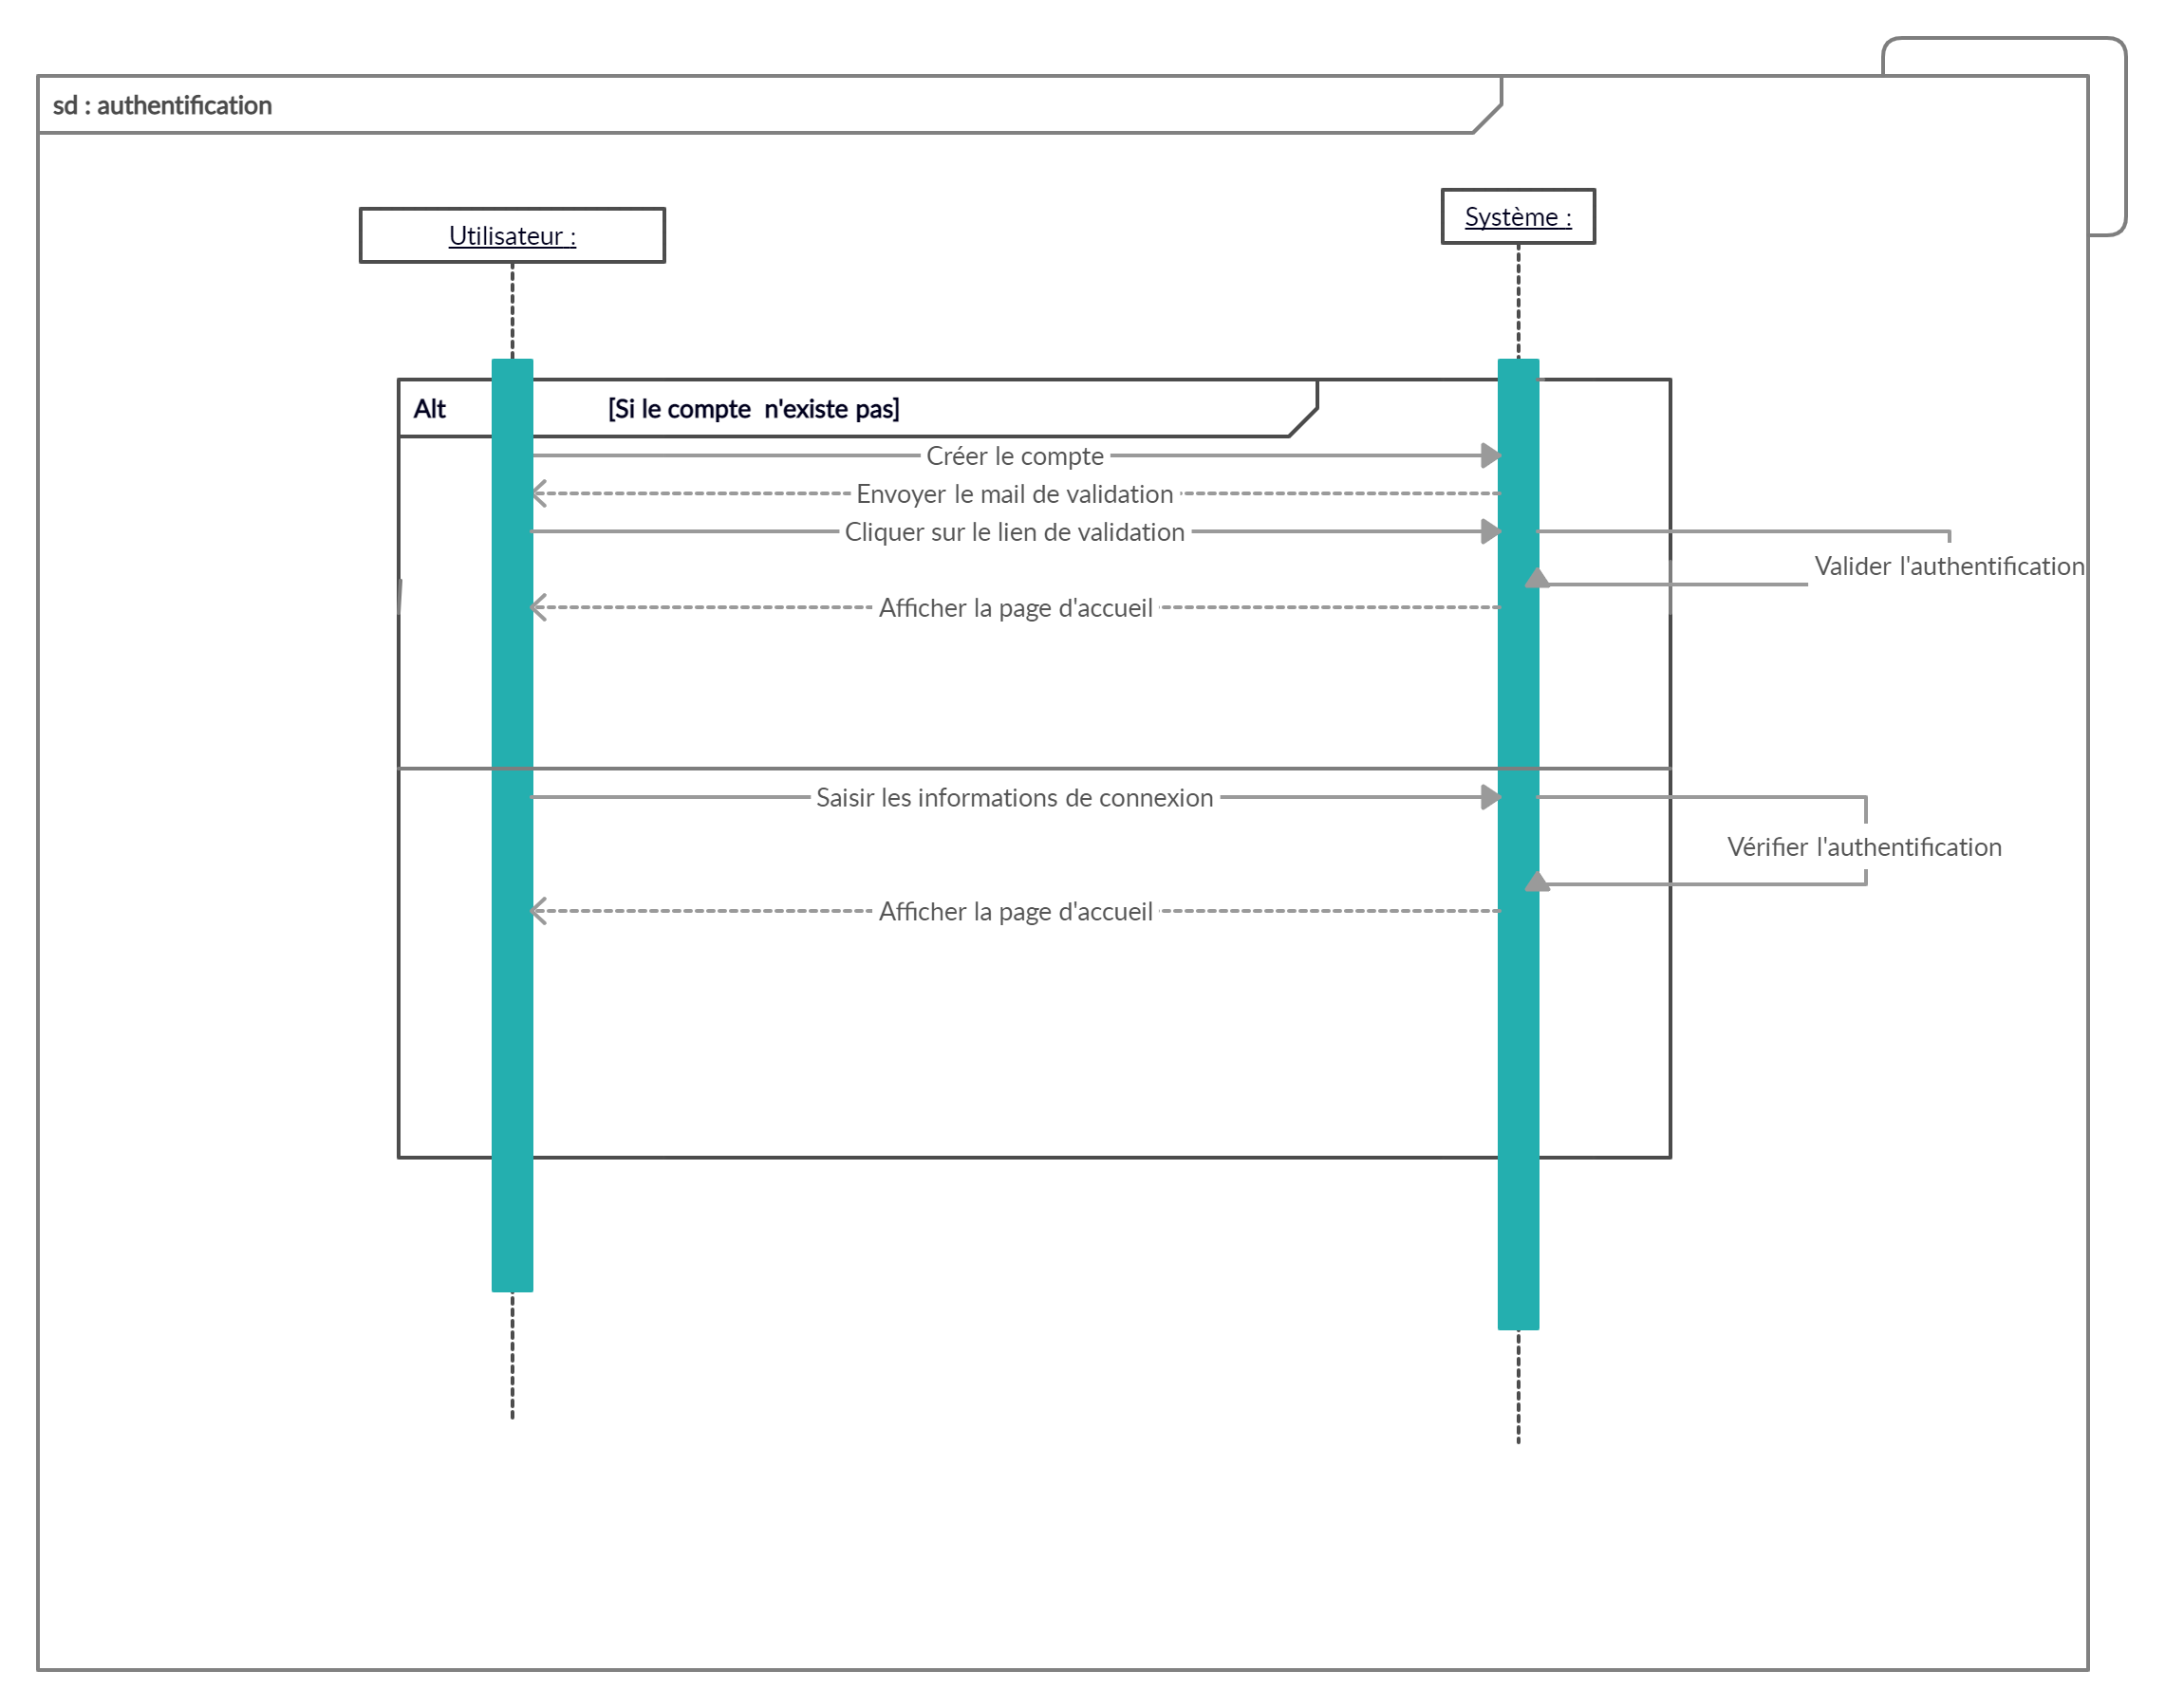 sd : authentification
Utilisateur :
Système :
Alt [Si le compte n'existe pas]
Créer le compte
Envoyer le mail de validation
Cliquer sur le lien de validation
Valider l'authentification
Afficher la page d'accueil
Saisir les informations de connexion
Vérifier l'authentification
Afficher la page d'accueil